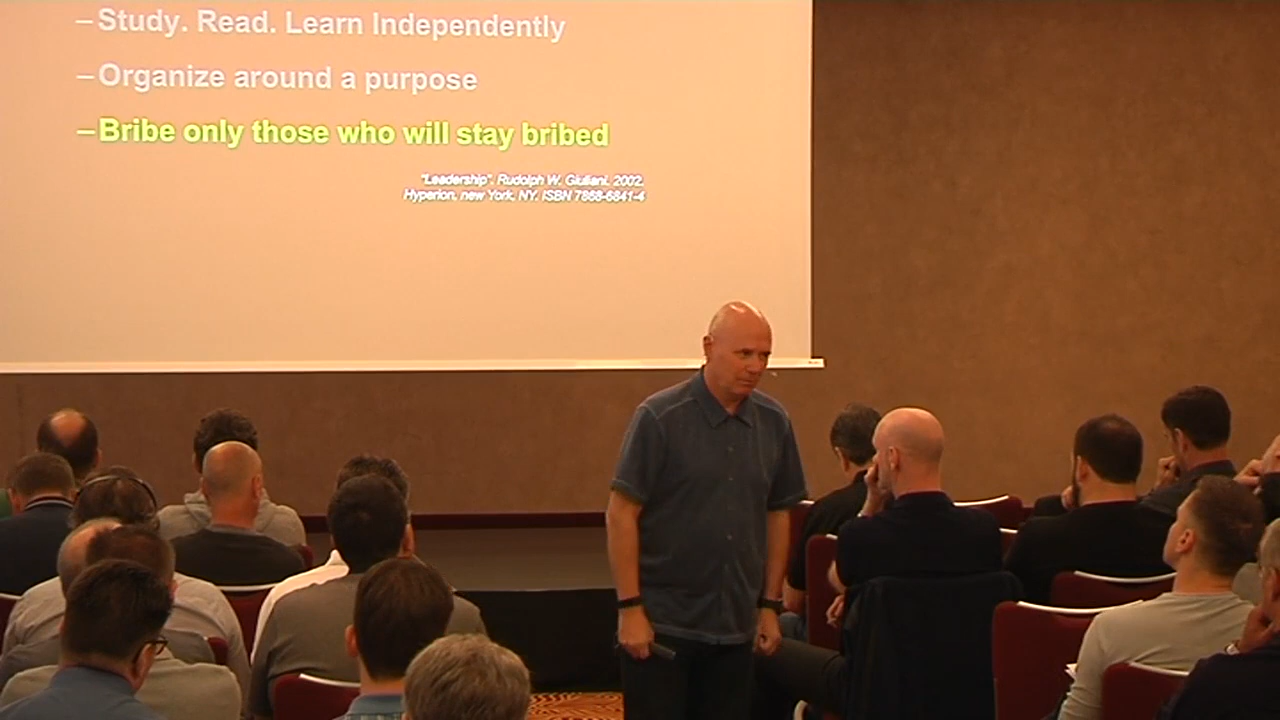 –Study. Read. Learn Independently
–Organize around a purpose
–Bribe only those who will stay bribed
"Leadership". Rudolph W. Giuliani. 2002.
Hyperion, new York, NY. ISBN 7868-6841-4